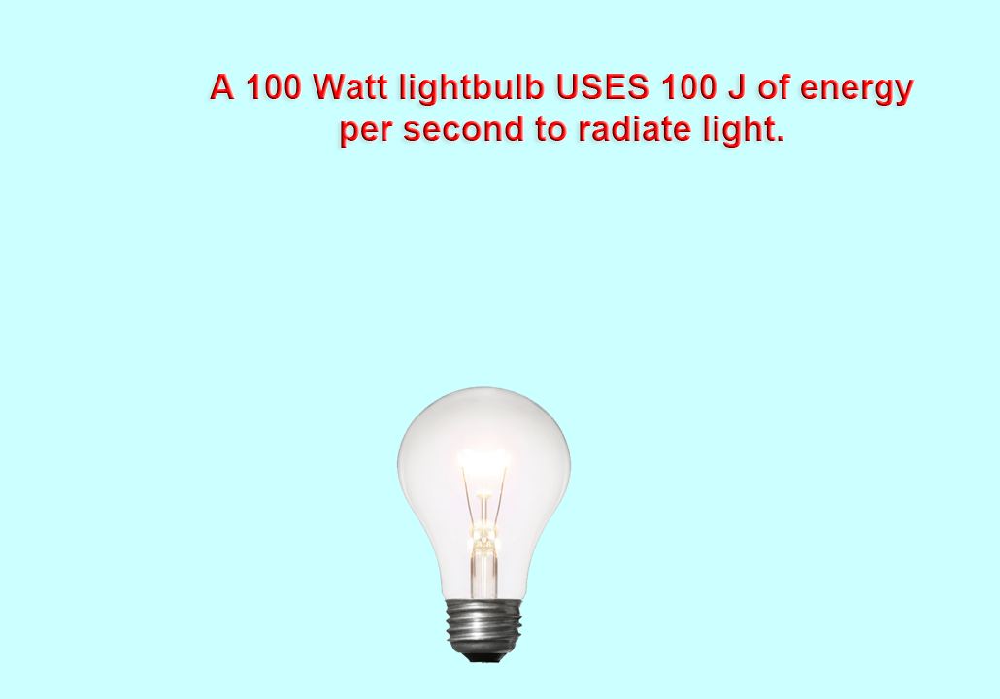 A 100 Watt lightbulb USES 100 J of energy
per second to radiate light.